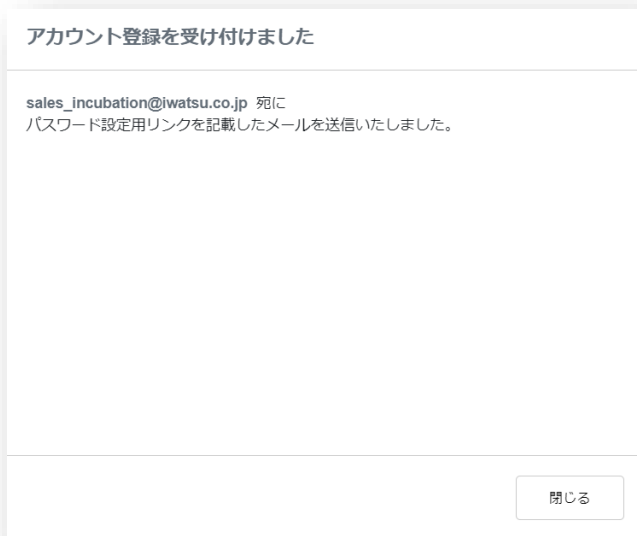 アカウント登録を受け付けました
sales_incubation@iwatsu.co.jp 宛に
パスワード設定用リンクを記載したメールを送信いたしました。
閉じる